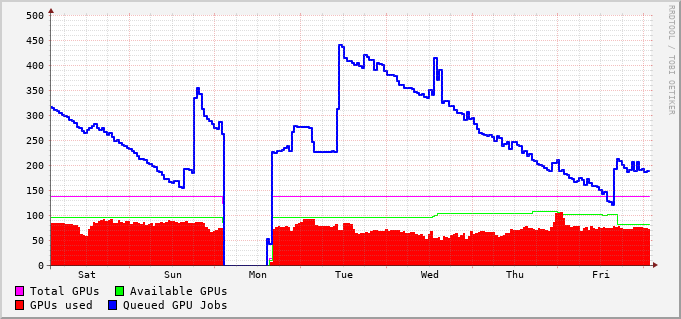 500
450
400
350
300
250
200
150
100
50
0
Sat Sun Mon Tue Wed Thu Fri
Total GPUs Available GPUs
GPUs used Queued GPU Jobs
RRDTOOL / TOBI OETIKER